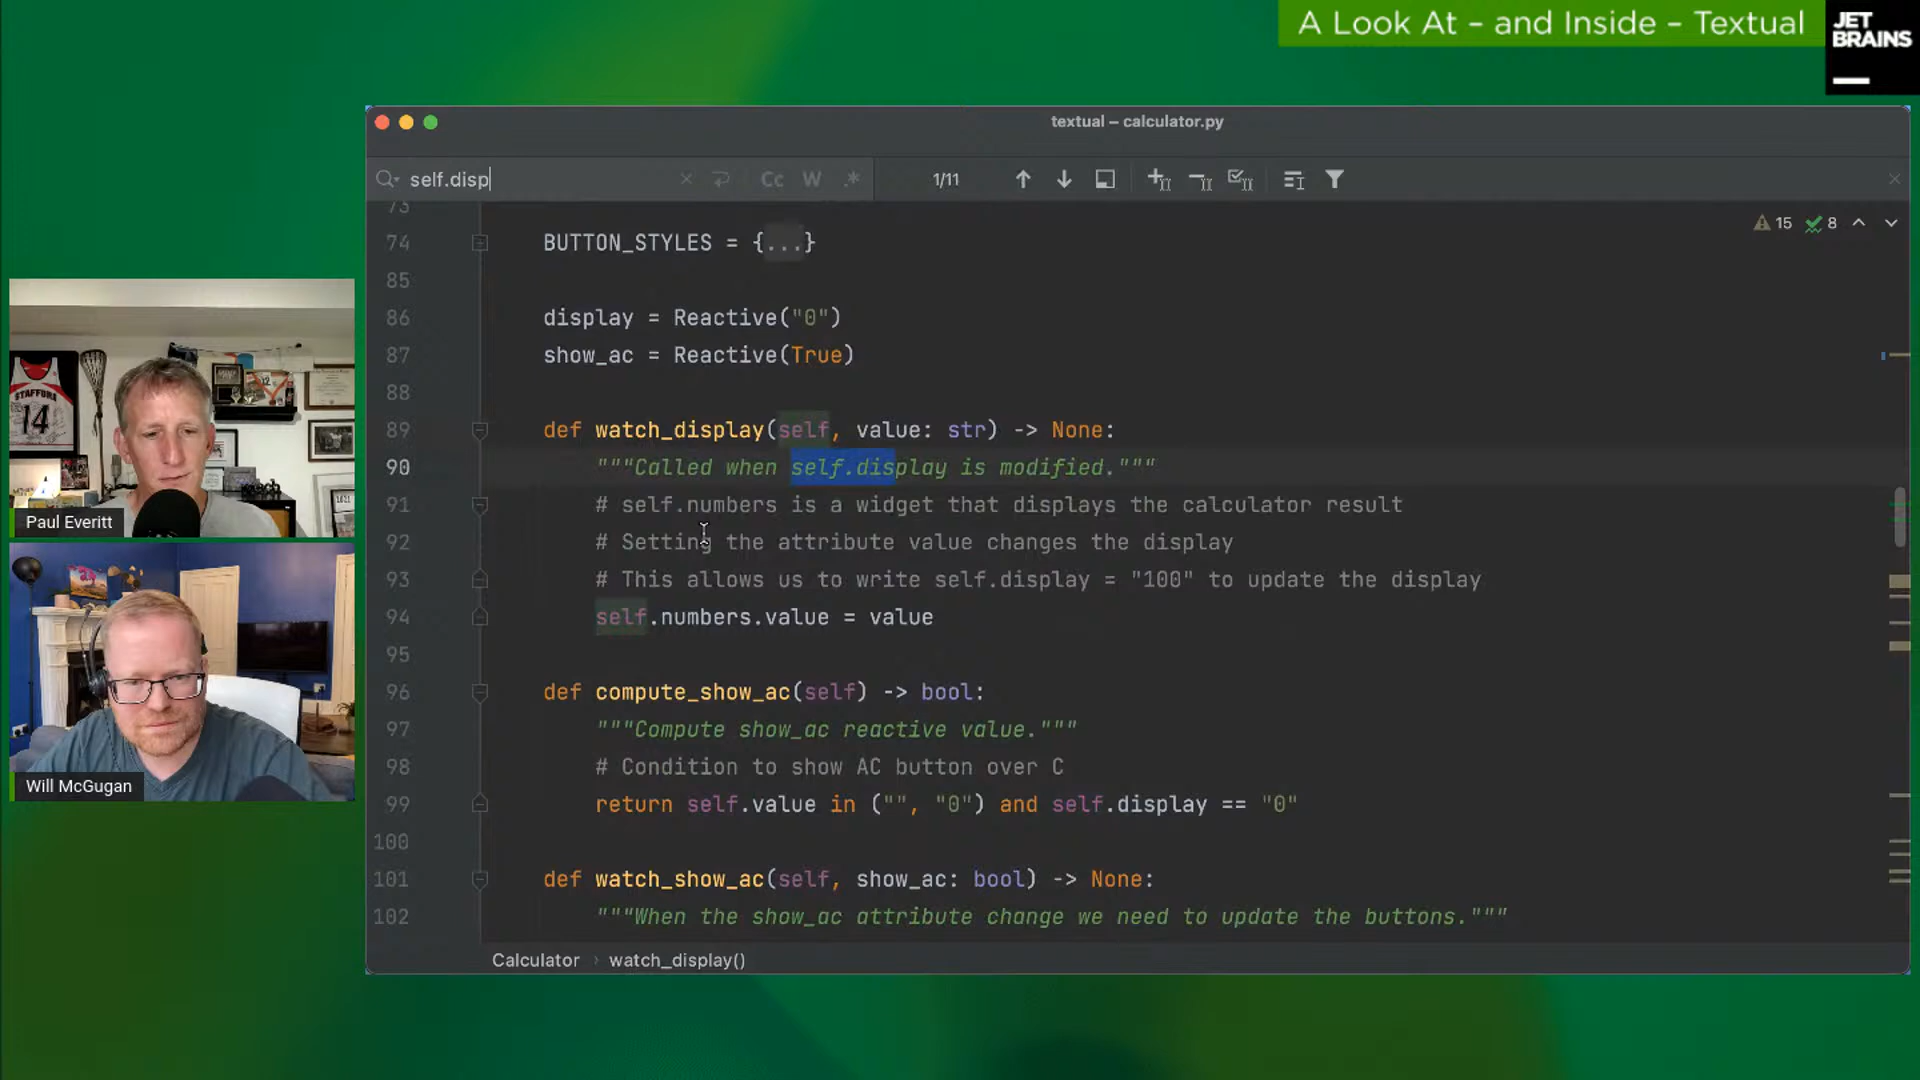 A Look At – and Inside – Textual
JET
BRAINS
textual – calculator.py
self.disp
Cc W .*
1/11
15 8
73
74 BUTTON_STYLES = {...}
85
86 display = Reactive("0")
87 show_ac = Reactive(True)
88
89 def watch_display(self, value: str) -> None:
90 """Called when self.display is modified."""
91 # self.numbers is a widget that displays the calculator result
92 # Setting the attribute value changes the display
93 # This allows us to write self.display = "100" to update the display
94 self.numbers.value = value
95
96 def compute_show_ac(self) -> bool:
97 """Compute show_ac reactive value."""
98 # Condition to show AC button over C
99 return self.value in ("", "0") and self.display == "0"
100
101 def watch_show_ac(self, show_ac: bool) -> None:
102 """When the show_ac attribute change we need to update the buttons."""
Calculator › watch_display()
STAFFORD
14
Paul Everitt
Will McGugan